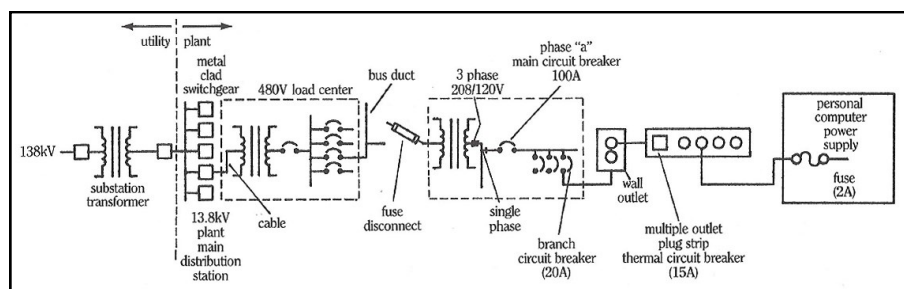 utility
plant
metal
clad
switchgear
480V load center
bus duct
3 phase
208/120V
phase "a"
main circuit breaker
100A
personal
computer
power
supply
138kV
substation
transformer
13.8kV
plant
main
distribution
station
cable
fuse
disconnect
single
phase
branch
circuit breaker
(20A)
wall
outlet
multiple outlet
plug strip
thermal circuit breaker
(15A)
fuse
(2A)